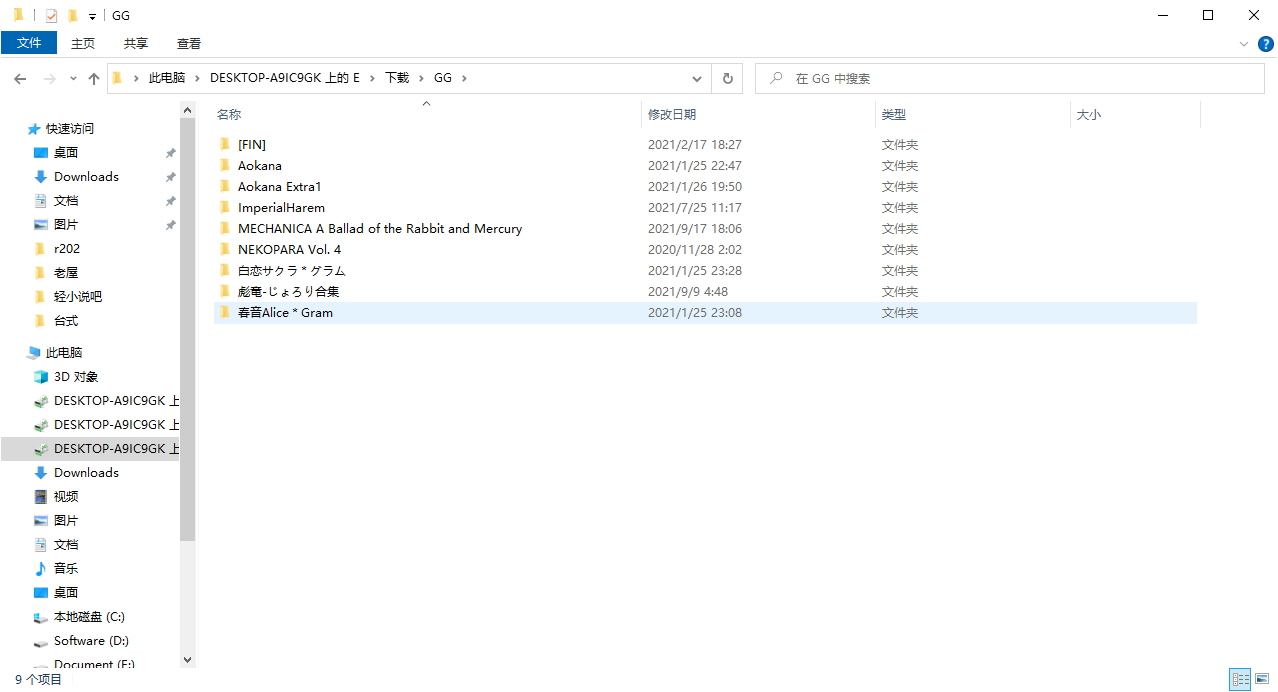 GG
文件 主页 共享 查看
此电脑 DESKTOP-A9IC9GK 上的 E 下载 GG 在 GG 中搜索
名称 修改日期 类型 大小
[FIN] 2021/2/17 18:27 文件夹
Aokana 2021/1/25 22:47 文件夹
Aokana Extra1 2021/1/26 19:50 文件夹
ImperialHarem 2021/7/25 11:17 文件夹
MECHANICA A Ballad of the Rabbit and Mercury 2021/9/17 18:06 文件夹
NEKOPARA Vol. 4 2020/11/28 2:02 文件夹
白恋サクラ * グラム 2021/1/25 23:28 文件夹
彪竜-じょろり合集 2021/9/9 4:48 文件夹
春音Alice * Gram 2021/1/25 23:08 文件夹
快速访问
桌面
Downloads
文档
图片
r202
老屋
轻小说吧
台式
此电脑
3D 对象
DESKTOP-A9IC9GK 上
DESKTOP-A9IC9GK 上
DESKTOP-A9IC9GK 上
Downloads
视频
图片
文档
音乐
桌面
本地磁盘 (C:)
Software (D:)
Document (E:)
9 个项目